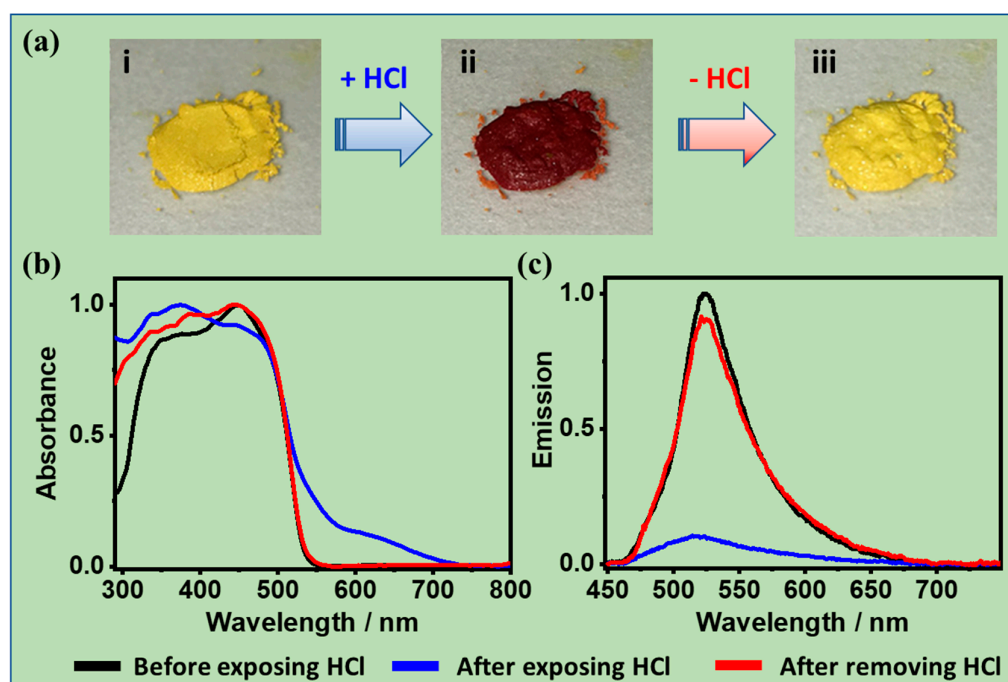 (a)
i
+ HCl
ii
- HCl
iii
(b)
(c)
1.0
0.5
0.0
Absorbance
300 400 500 600 700 800
Wavelength / nm
1.0
0.5
0.0
Emission
450 500 550 600 650 700
Wavelength / nm
Before exposing HCl
After exposing HCl
After removing HCl